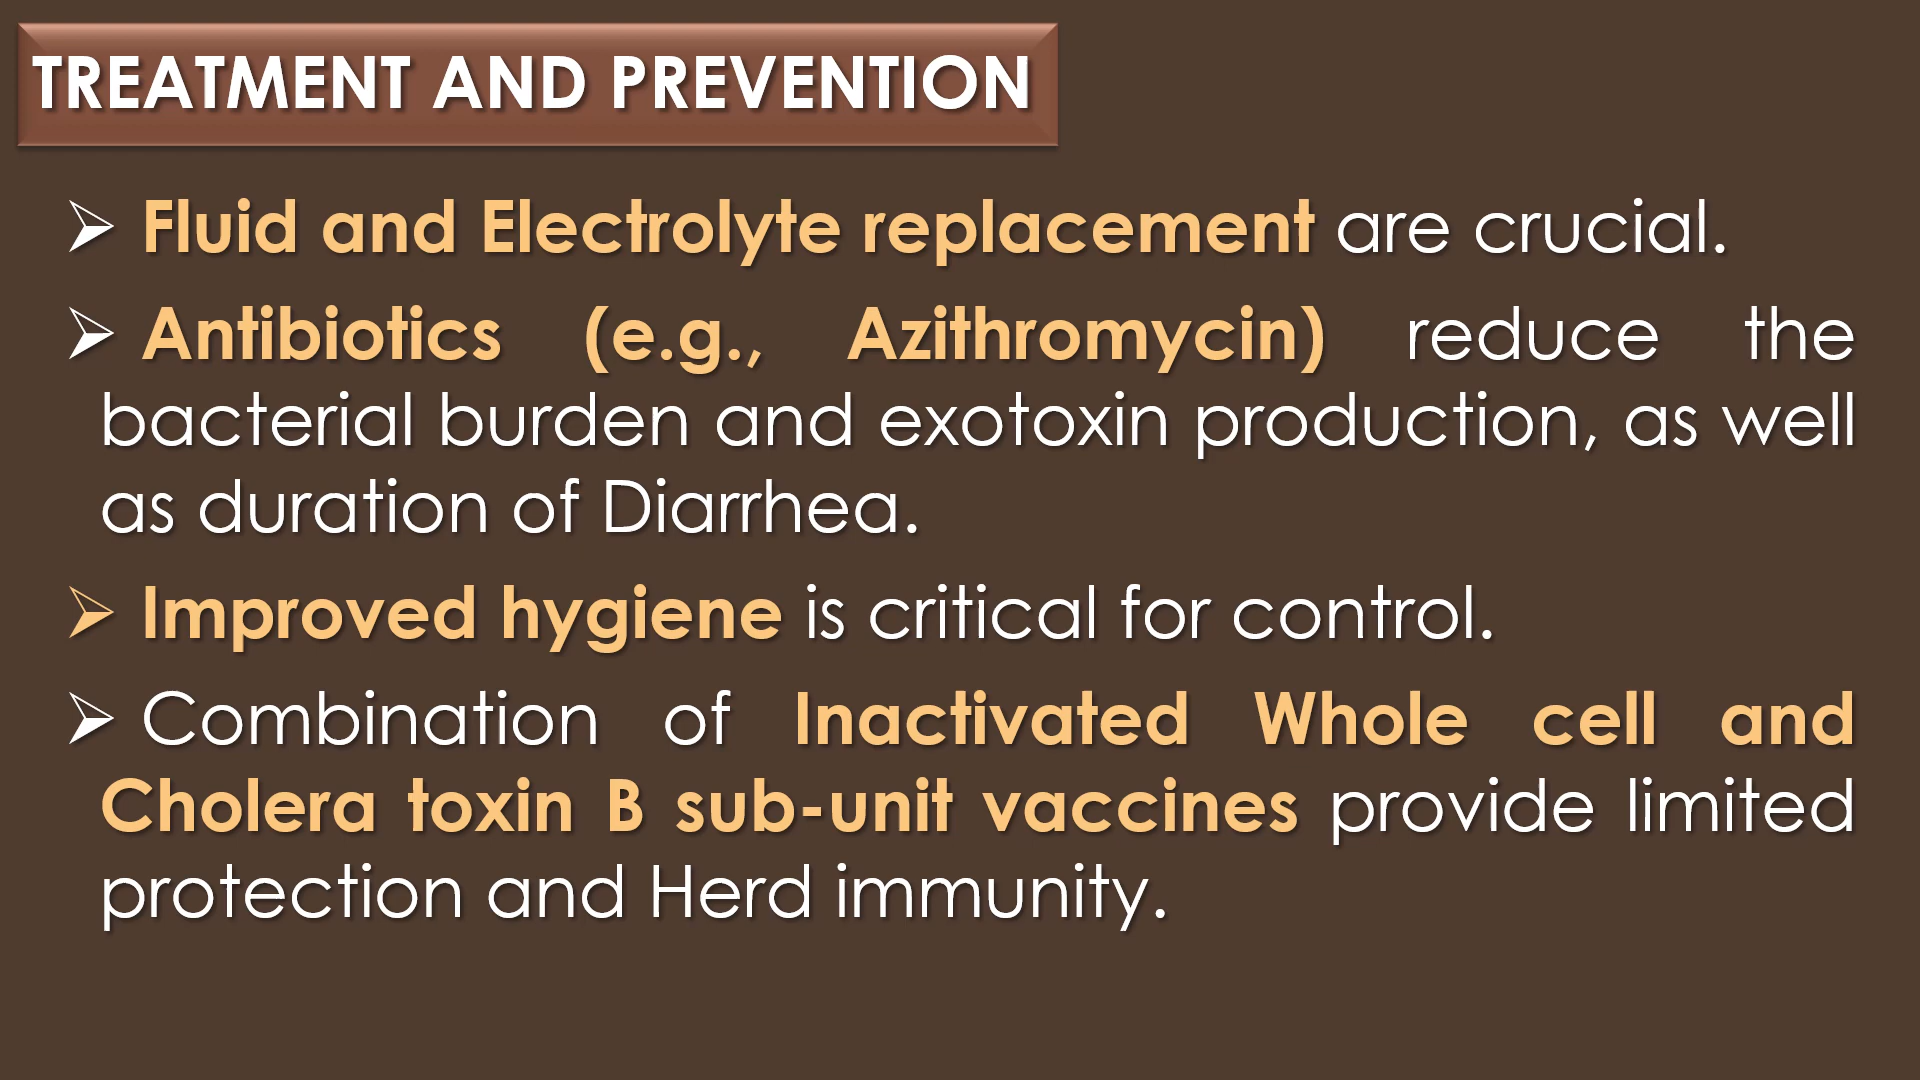 TREATMENT AND PREVENTION
➢ Fluid and Electrolyte replacement are crucial.
➢ Antibiotics (e.g., Azithromycin) reduce the
bacterial burden and exotoxin production, as well
as duration of Diarrhea.
➢ Improved hygiene is critical for control.
➢ Combination of Inactivated Whole cell and
Cholera toxin B sub-unit vaccines provide limited
protection and Herd immunity.